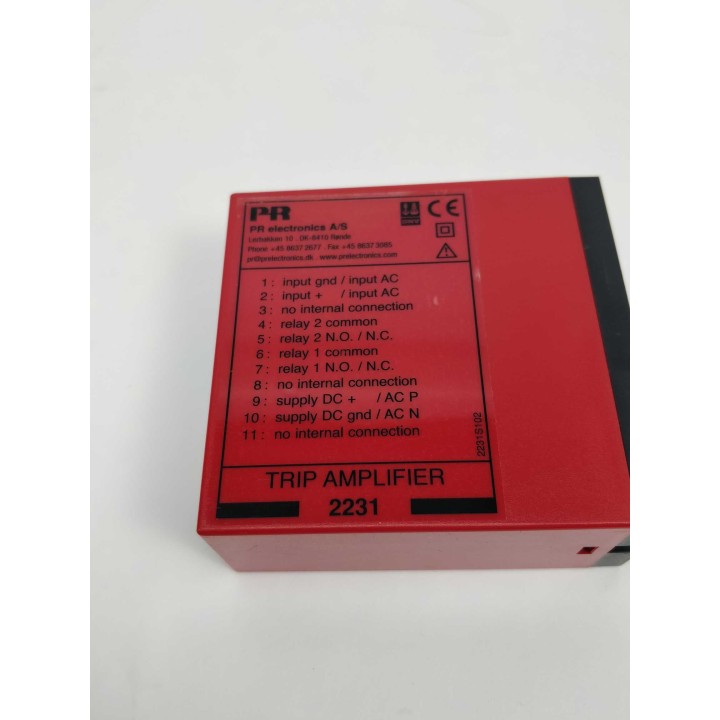 PR
CE
PR electronics A/S
Lerbakken 10 . DK-8410 Rønde
Phone +45 8637 2677 . Fax +45 8637 3085
pr@prelectronics.dk . www.prelectronics.com
1 : input gnd / input AC
2 : input + / input AC
3 : no internal connection
4 : relay 2 common
5 : relay 2 N.O. / N.C.
6 : relay 1 common
7 : relay 1 N.O. / N.C.
8 : no internal connection
9 : supply DC + / AC P
10 : supply DC gnd / AC N
11 : no internal connection
2231S102
TRIP AMPLIFIER
2231